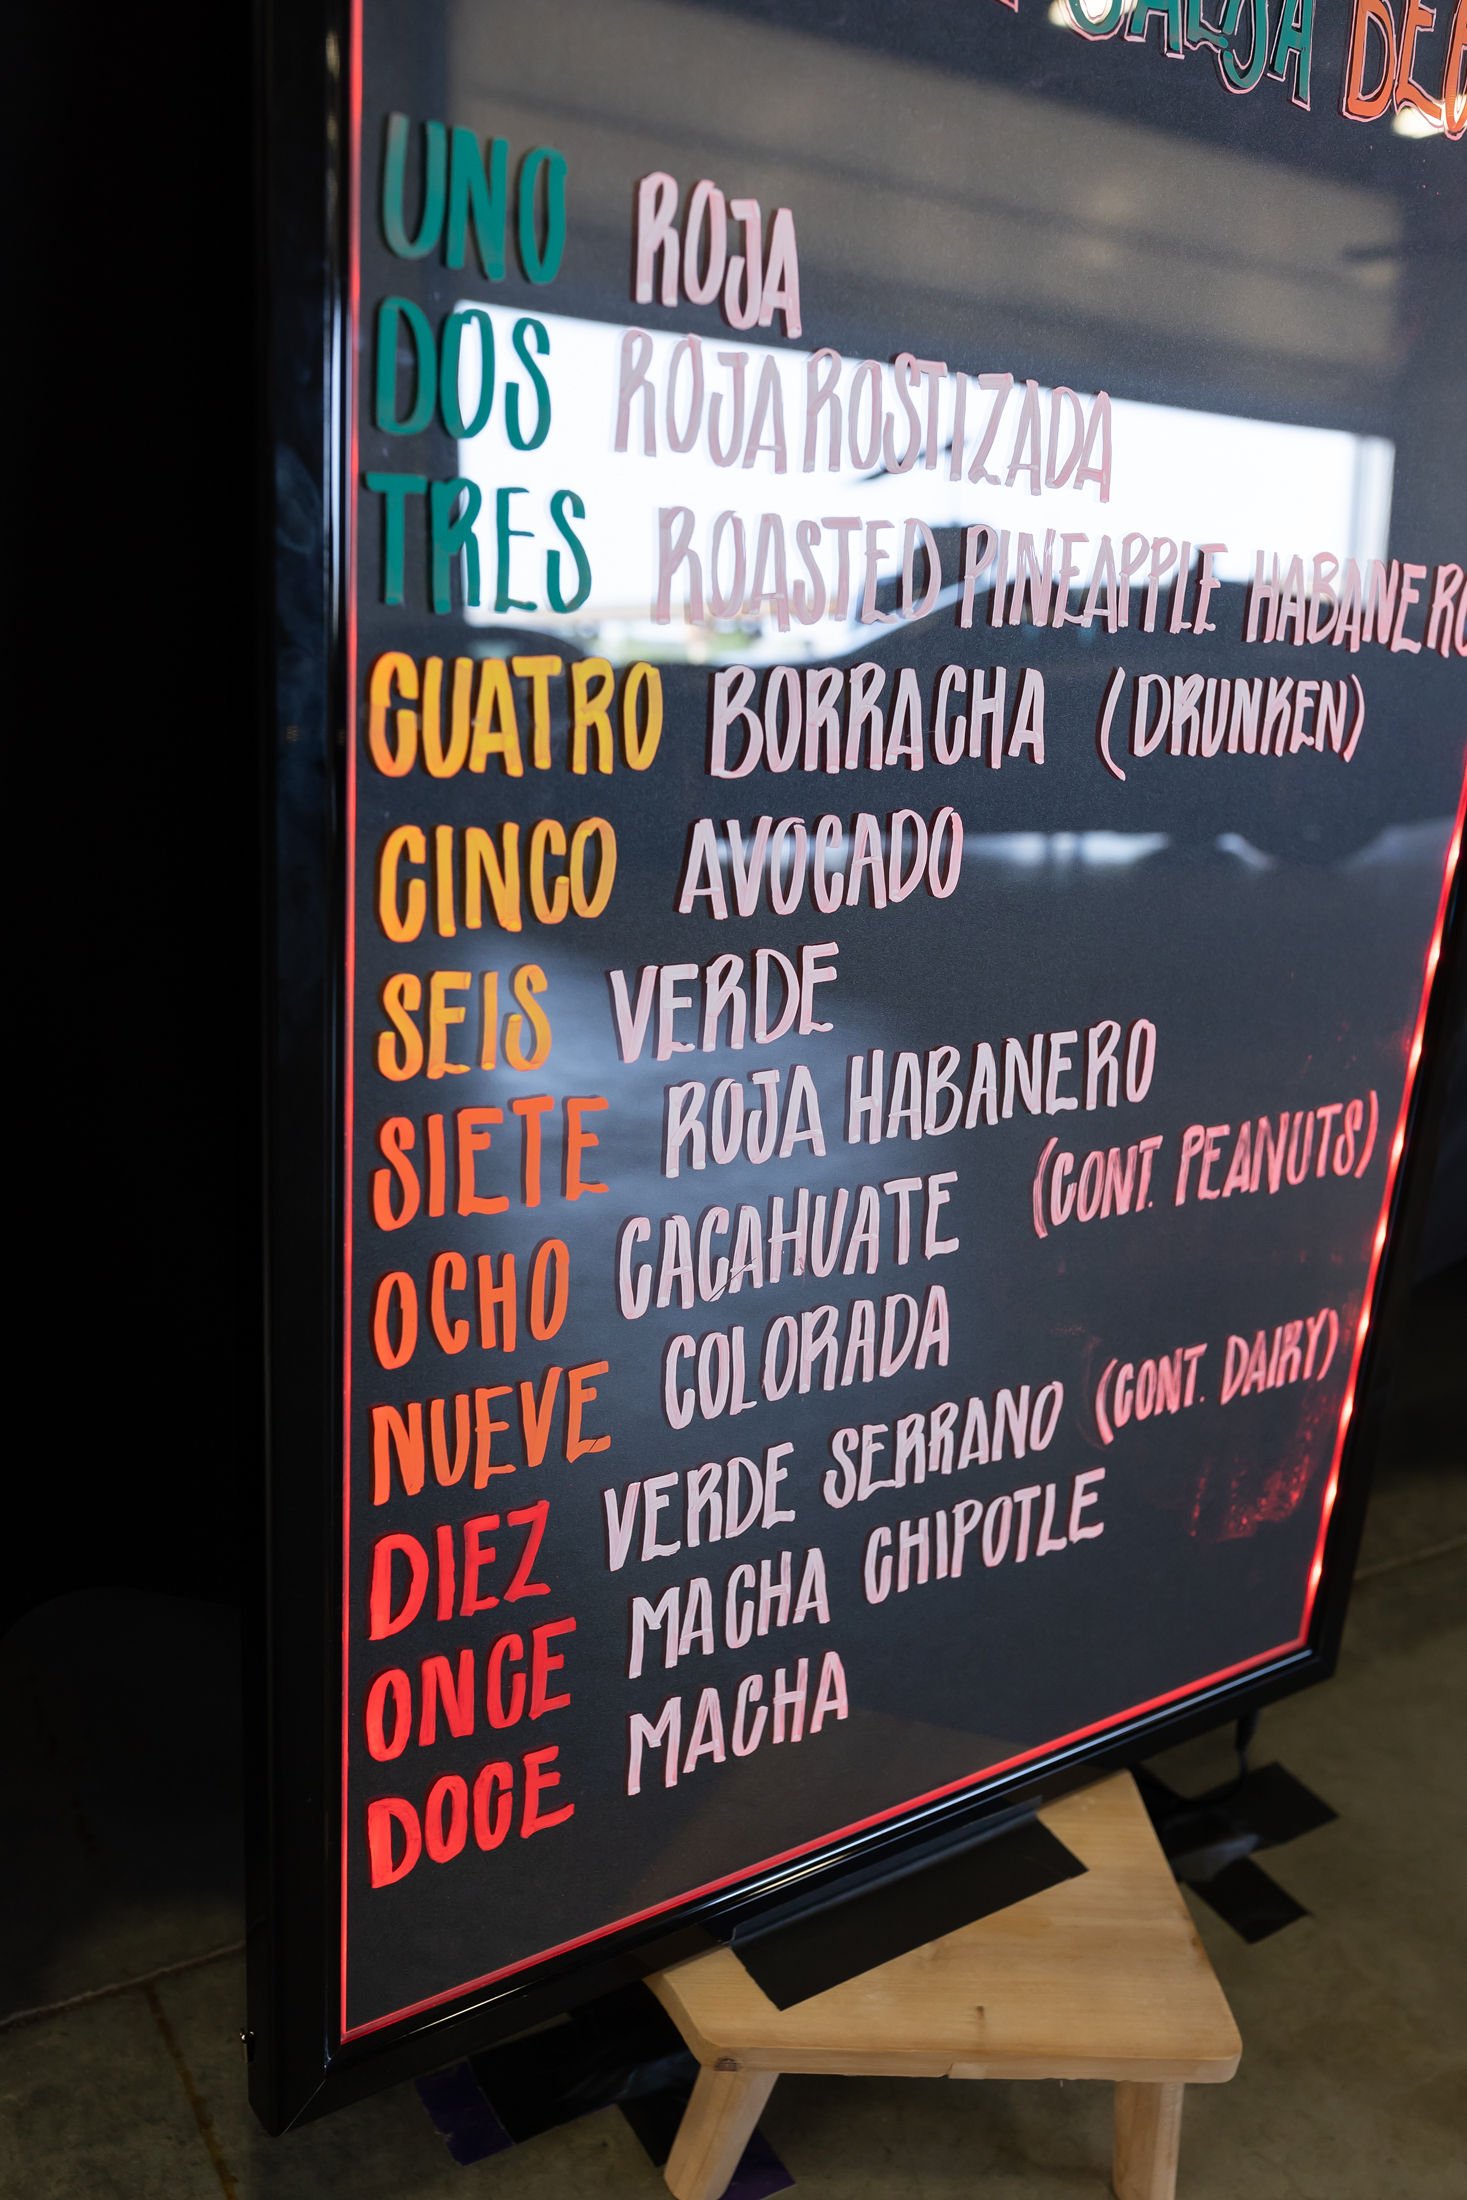 SALSA
UNO ROJA
DOS ROJA ROSTIZADA
TRES ROASTED PINEAPPLE HABANERO
CUATRO BORRACHA (DRUNKEN)
CINCO AVOCADO
SEIS VERDE
SIETE ROJA HABANERO
OCHO CACAHUATE (CONT. PEANUTS)
NUEVE COLORADA
DIEZ VERDE SERRANO (CONT. DAIRY)
ONCE MACHA CHIPOTLE
DOCE MACHA